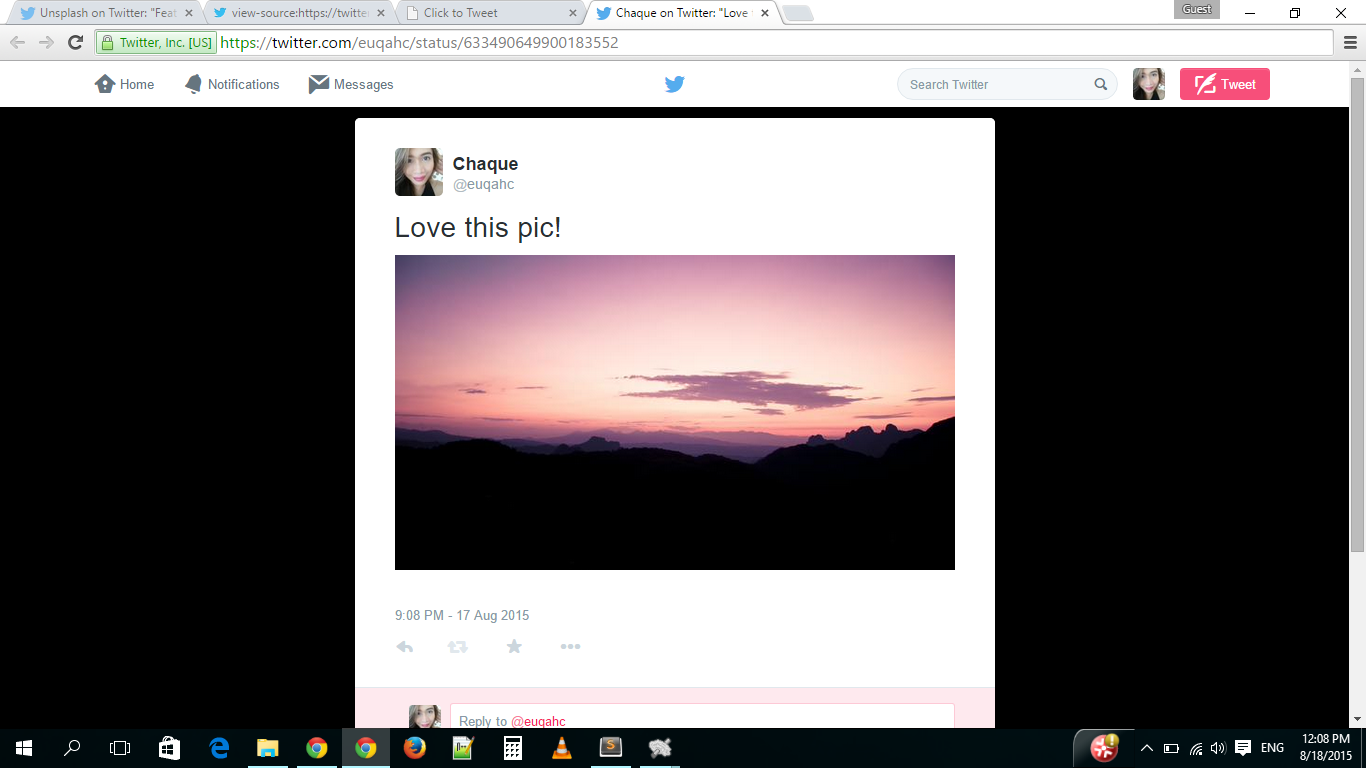 Unsplash on Twitter: "Feat
view-source:https://twitte
Click to Tweet
Chaque on Twitter: "Love
Guest
Twitter, Inc. [US]
https://twitter.com/euqahc/status/633490649900183552
Home
Notifications
Messages
Search Twitter
Tweet
Chaque
@euqahc
Love this pic!
9:08 PM - 17 Aug 2015
Reply to @euqahc
ENG
12:08 PM
8/18/2015